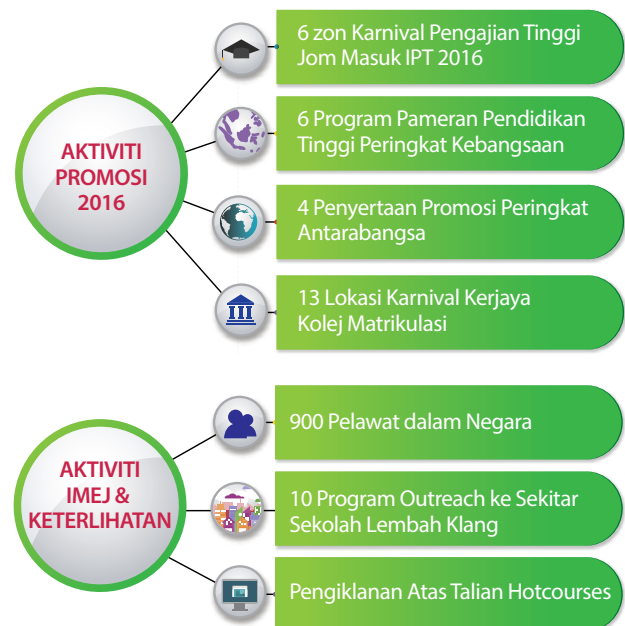 AKTIVITI
PROMOSI
2016
6 zon Karnival Pengajian Tinggi
Jom Masuk IPT 2016
6 Program Pameran Pendidikan
Tinggi Peringkat Kebangsaan
4 Penyertaan Promosi Peringkat
Antarabangsa
13 Lokasi Karnival Kerjaya
Kolej Matrikulasi
AKTIVITI
IMEJ &
KETERLIHATAN
900 Pelawat dalam Negara
10 Program Outreach ke Sekitar
Sekolah Lembah Klang
Pengiklanan Atas Talian Hotcourses